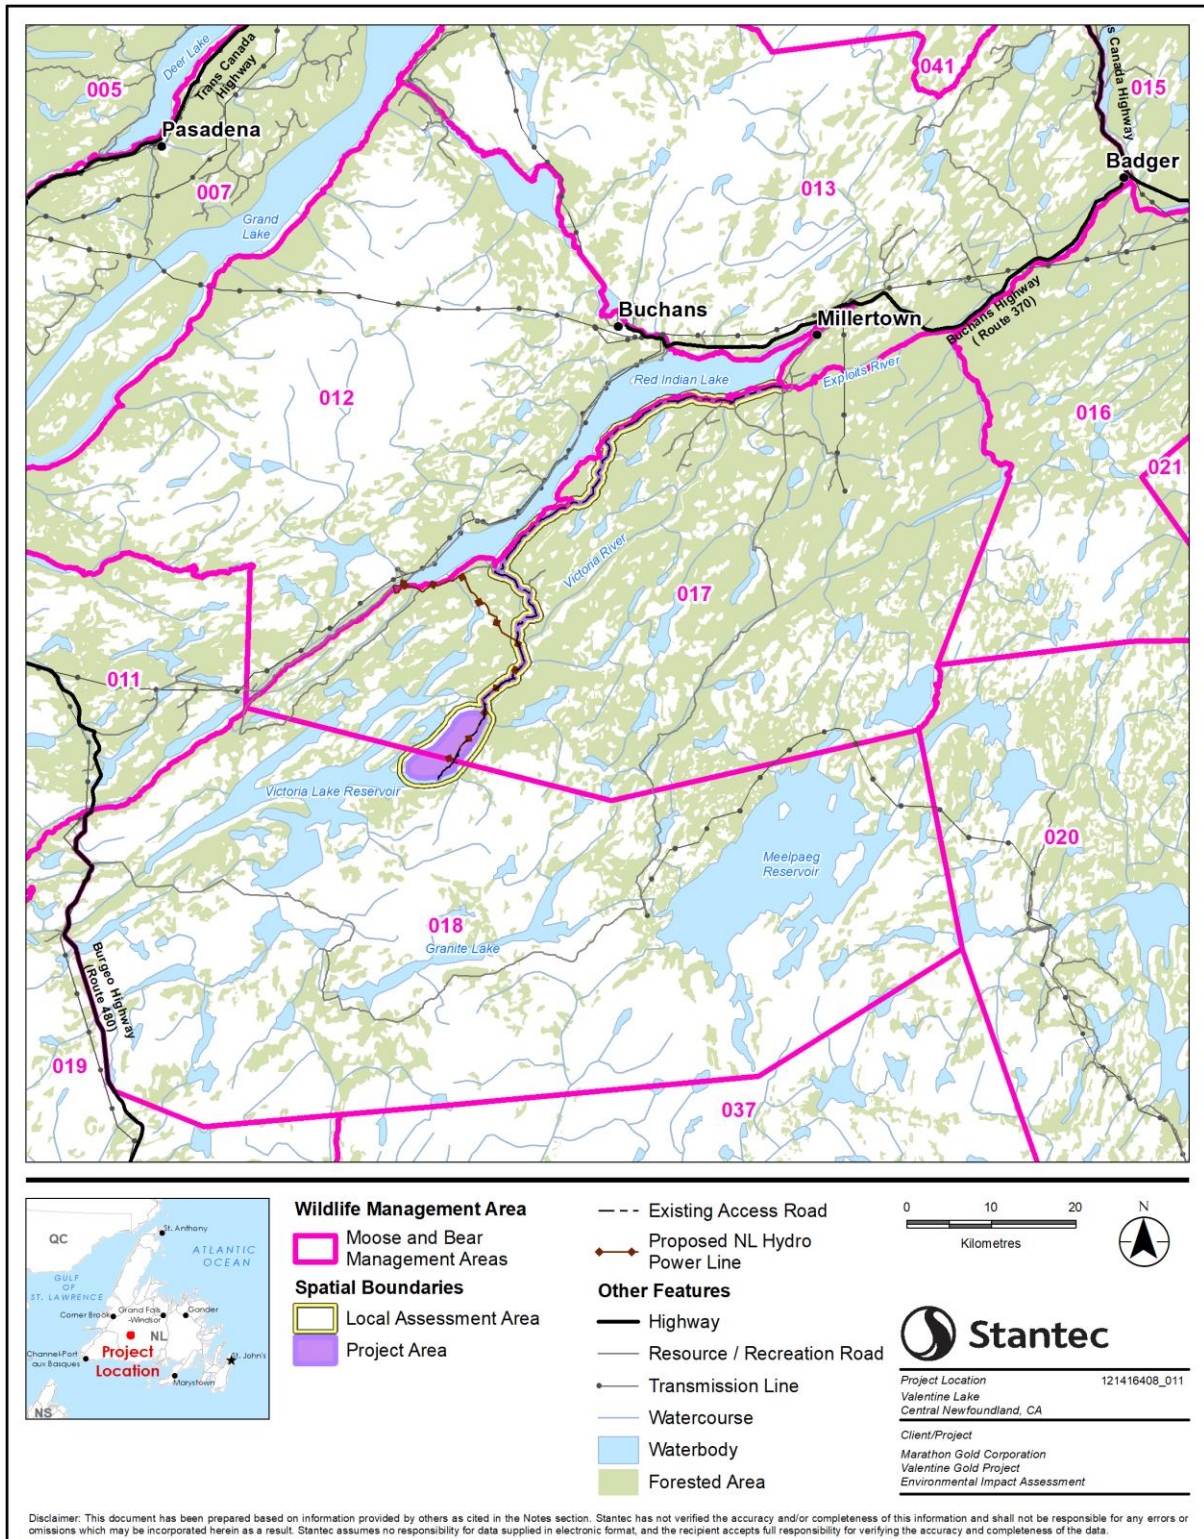 Deer Lake
Trans Canada
Highway
005
Pasadena
007
Grand
Lake
041
s Canada Highway
015
Badger
013
Buchans
Millertown
Buchans Highway
(Route 370)
Red Indian Lake
Exploits River
012
016
021
Victoria River
017
011
Victoria Lake Reservoir
Meelpaeg
Reservoir
020
018
Granite Lake
Burgeo Highway
(Route 480)
019
037
QC
St. Anthony
ATLANTIC
OCEAN
GULF
OF
ST. LAWRENCE
Corner Brook
Grand Falls
-Windsor
Gander
NL
Project
Location
Channel-Port
aux Basques
St. John's
Marystown
NS
Wildlife Management Area
Moose and Bear
Management Areas
Spatial Boundaries
Local Assessment Area
Project Area
Existing Access Road
Proposed NL Hydro
Power Line
Other Features
Highway
Resource / Recreation Road
Transmission Line
Watercourse
Waterbody
Forested Area
0 10 20
Kilometres
N
Stantec
Project Location 121416408_011
Valentine Lake
Central Newfoundland, CA
Client/Project
Marathon Gold Corporation
Valentine Gold Project
Environmental Impact Assessment
Disclaimer: This document has been prepared based on information provided by others as cited in the Notes section. Stantec has not verified the accuracy and/or completeness of this information and shall not be responsible for any errors or
omissions which may be incorporated herein as a result. Stantec assumes no responsibility for data supplied in electronic format, and the recipient accepts full responsibility for verifying the accuracy and completeness of the data.